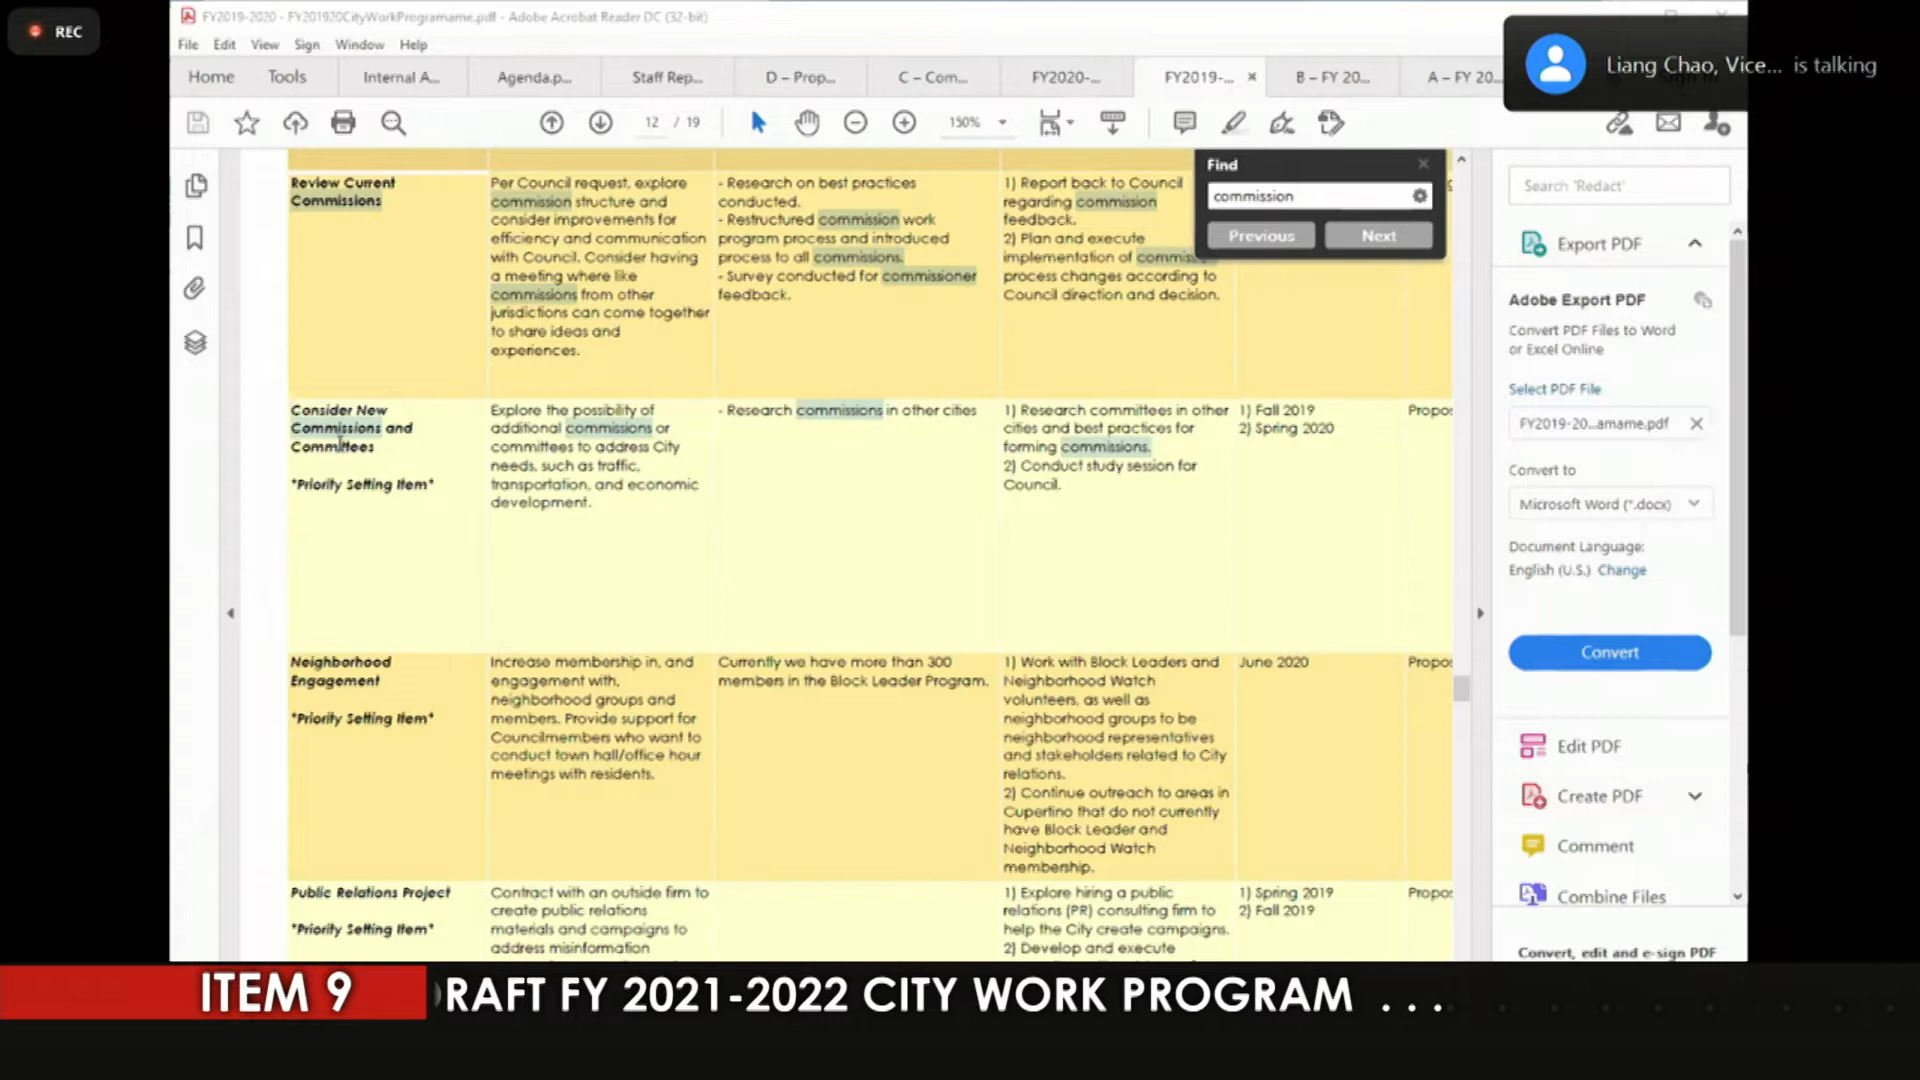 REC
FY2019-2020 - FY201920CityWorkProgramame.pdf - Adobe Acrobat Reader DC (32-bit)
File Edit View Sign Window Help
Liang Chao, Vice... is talking
Home Tools Internal A... Agenda.p... Staff Rep... D – Prop... C – Com... FY2020-... FY2019-... × B – FY 20... A – FY 20...
12 / 19 150%
Find
commission
Previous Next
Review Current
Commissions
Per Council request, explore
commission structure and
consider improvements for
efficiency and communication
with Council. Consider having
a meeting where like
commissions from other
jurisdictions can come together
to share ideas and
experiences.
- Research on best practices
conducted.
- Restructured commission work
program process and introduced
process to all commissions.
- Survey conducted for commissioner
feedback.
1) Report back to Council
regarding commission
feedback.
2) Plan and execute
implementation of commission
process changes according to
Council direction and decision.
Consider New
Commissions and
Committees
*Priority Setting Item*
Explore the possibility of
additional commissions or
committees to address City
needs, such as traffic,
transportation, and economic
development.
- Research commissions in other cities
1) Research committees in other
cities and best practices for
forming commissions.
2) Conduct study session for
Council.
1) Fall 2019
2) Spring 2020
Propos
Neighborhood
Engagement
*Priority Setting Item*
Increase membership in, and
engagement with,
neighborhood groups and
members. Provide support for
Councilmembers who want to
conduct town hall/office hour
meetings with residents.
Currently we have more than 300
members in the Block Leader Program.
1) Work with Block Leaders and
Neighborhood Watch
volunteers, as well as
neighborhood groups to be
neighborhood representatives
and stakeholders related to City
relations.
2) Continue outreach to areas in
Cupertino that do not currently
have Block Leader and
Neighborhood Watch
membership.
June 2020
Propos
Public Relations Project
*Priority Setting Item*
Contract with an outside firm to
create public relations
materials and campaigns to
address misinformation
1) Explore hiring a public
relations (PR) consulting firm to
help the City create campaigns.
2) Develop and execute
1) Spring 2019
2) Fall 2019
Propos
Search 'Redact'
Export PDF
Adobe Export PDF
Convert PDF Files to Word
or Excel Online
Select PDF File
FY2019-20...amame.pdf
Convert to
Microsoft Word (*.docx)
Document Language:
English (U.S.) Change
Convert
Edit PDF
Create PDF
Comment
Combine Files
Convert, edit and e-sign PDF
ITEM 9 RAFT FY 2021-2022 CITY WORK PROGRAM ...